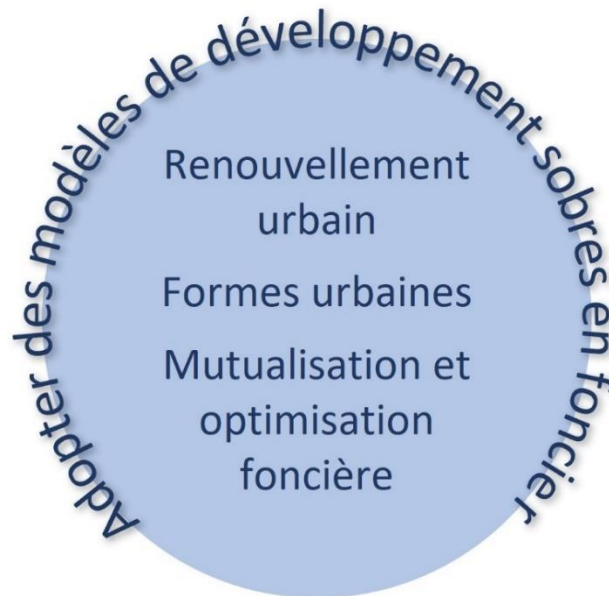 Adopter des modèles de développement sobres en foncier
Renouvellement
urbain
Formes urbaines
Mutualisation et
optimisation
foncière